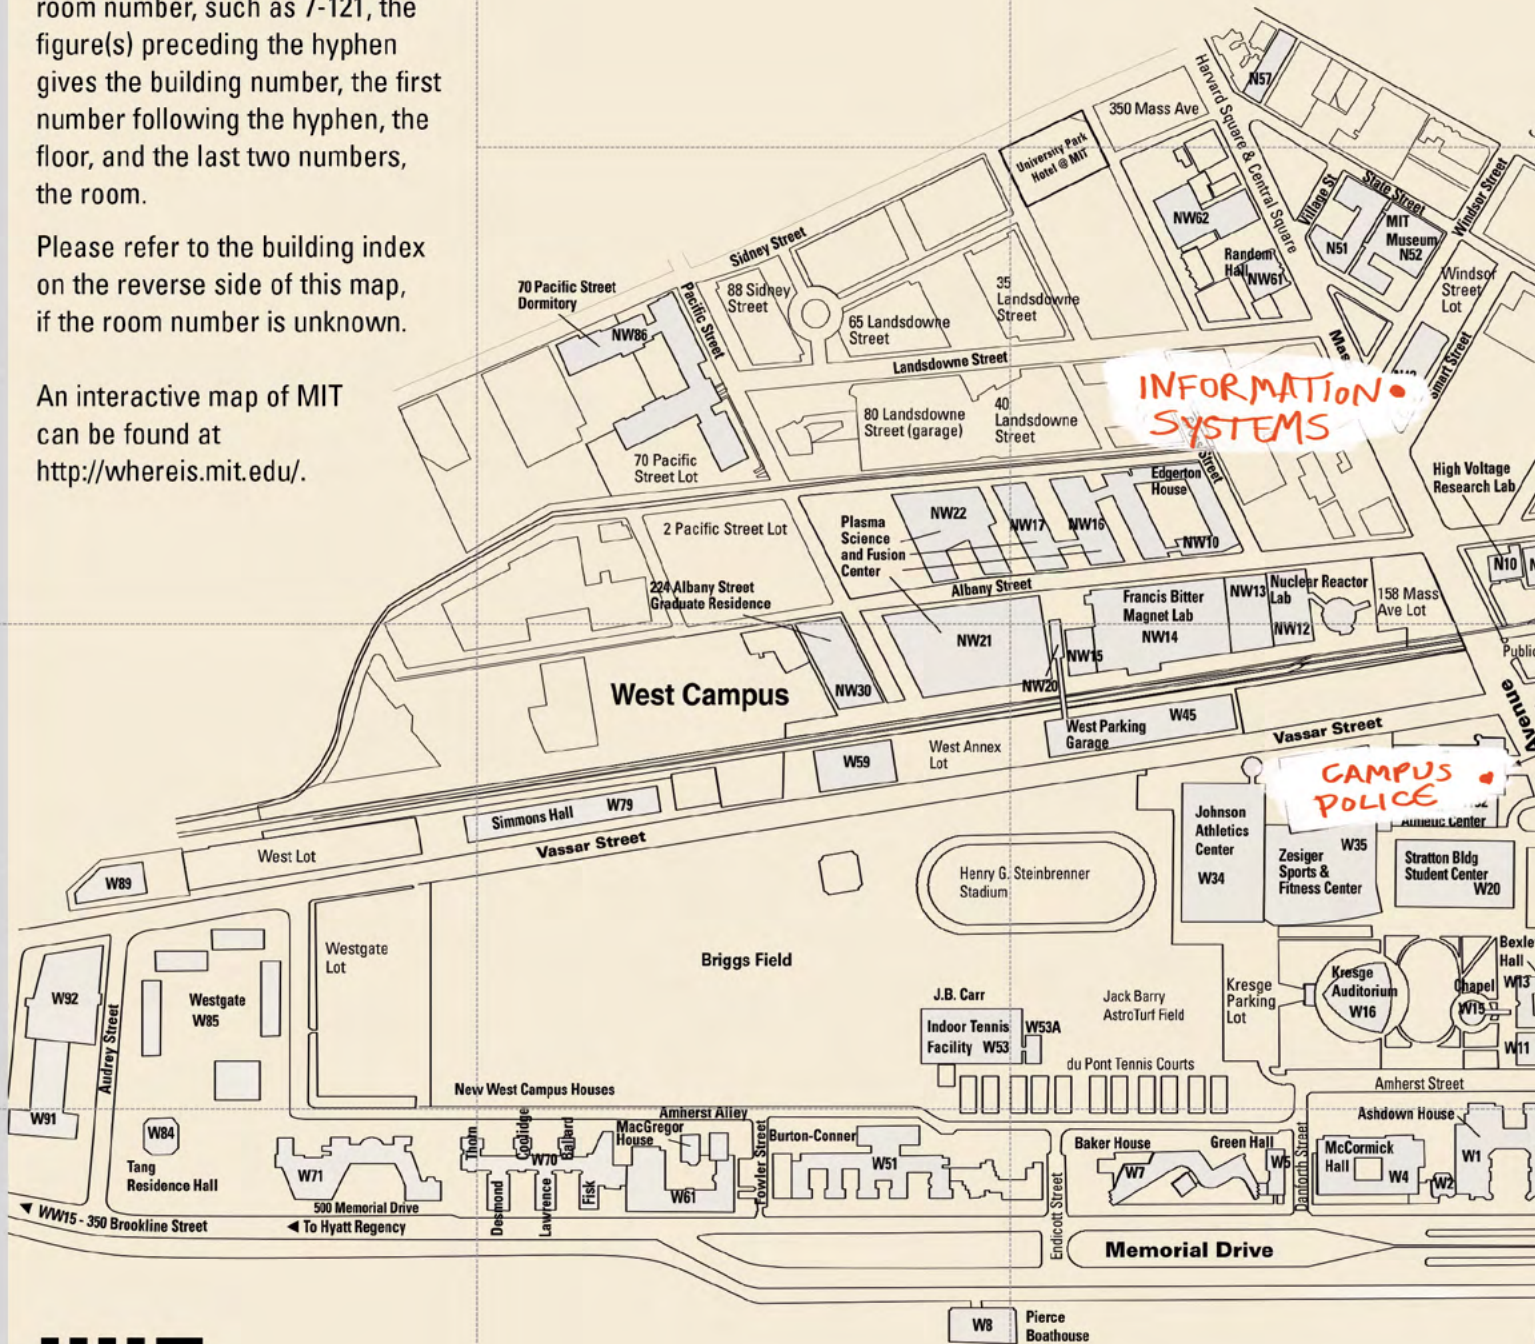 room number, such as 7-121, the
figure(s) preceding the hyphen
gives the building number, the first
number following the hyphen, the
floor, and the last two numbers,
the room.
Please refer to the building index
on the reverse side of this map,
if the room number is unknown.
An interactive map of MIT
can be found at
http://whereis.mit.edu/.
N57
Harvard Square & Central Square
350 Mass Ave
University Park
Hotel @ MIT
NW62
Random
Hall
NW61
Village St
State Street
Windsor Street
N51
MIT
Museum
N52
Windsor
Street
Lot
Smart Street
Sidney Street
70 Pacific Street
Dormitory
NW86
Pacific Street
88 Sidney
Street
65 Landsdowne
Street
35
Landsdowne
Street
Landsdowne Street
80 Landsdowne
Street (garage)
40
Landsdowne
Street
INFORMATION
SYSTEMS
Street
70 Pacific
Street Lot
High Voltage
Research Lab
Edgerton
House
2 Pacific Street Lot
Plasma
Science
and Fusion
Center
NW22
NW17
NW16
NW10
N10
Albany Street
224 Albany Street
Graduate Residence
Francis Bitter
Magnet Lab
NW14
NW13
Nuclear Reactor
Lab
NW12
158 Mass
Ave Lot
NW21
NW15
NW20
NW30
West Campus
West Parking
Garage
W45
Vassar Street
Avenue
West Annex
Lot
W59
CAMPUS
POLICE
Athletic Center
Simmons Hall W79
Vassar Street
West Lot
W89
Johnson
Athletics
Center
W34
W35
Zesiger
Sports &
Fitness Center
Stratton Bldg
Student Center
W20
Henry G. Steinbrenner
Stadium
Westgate
Lot
Briggs Field
W92
Audrey Street
Westgate
W85
J.B. Carr
Indoor Tennis
Facility W53
W53A
Jack Barry
AstroTurf Field
Kresge
Parking
Lot
Kresge
Auditorium
W16
Chapel
W15
Hall
W13
W11
du Pont Tennis Courts
Amherst Street
New West Campus Houses
Amherst Alley
W91
W84
Tang
Residence Hall
W71
500 Memorial Drive
Thorn
Coolidge
Ballard
W70
Desmond
Lawrence
Fisk
MacGregor
House
W61
Fowler Street
Burton-Conner
W51
Endicott Street
Baker House
W7
Green Hall
W5
Danforth Street
McCormick
Hall
W4
W2
Ashdown House
W1
WW15 - 350 Brookline Street
◄ To Hyatt Regency
Memorial Drive
W8
Pierce
Boathouse